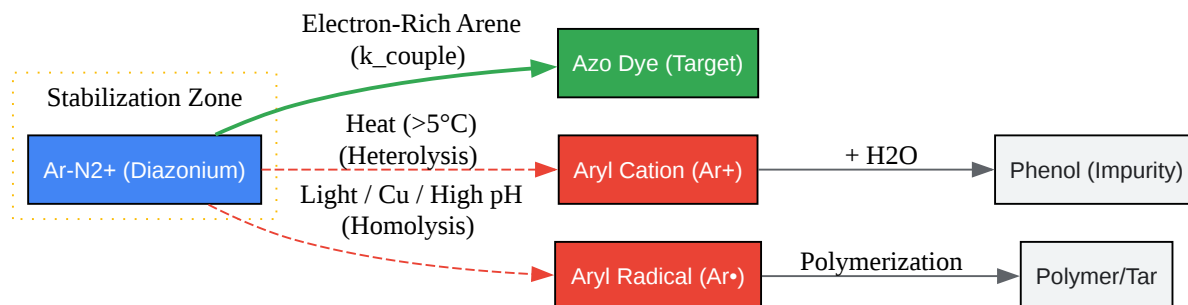 Electron-Rich Arene
(k_couple)
Azo Dye (Target)
Stabilization Zone
Ar-N2+ (Diazonium)
Heat (>5°C)
(Heterolysis)
Aryl Cation (Ar+)
+ H2O
Phenol (Impurity)
Light / Cu / High pH
(Homolysis)
Aryl Radical (Ar•)
Polymerization
Polymer/Tar